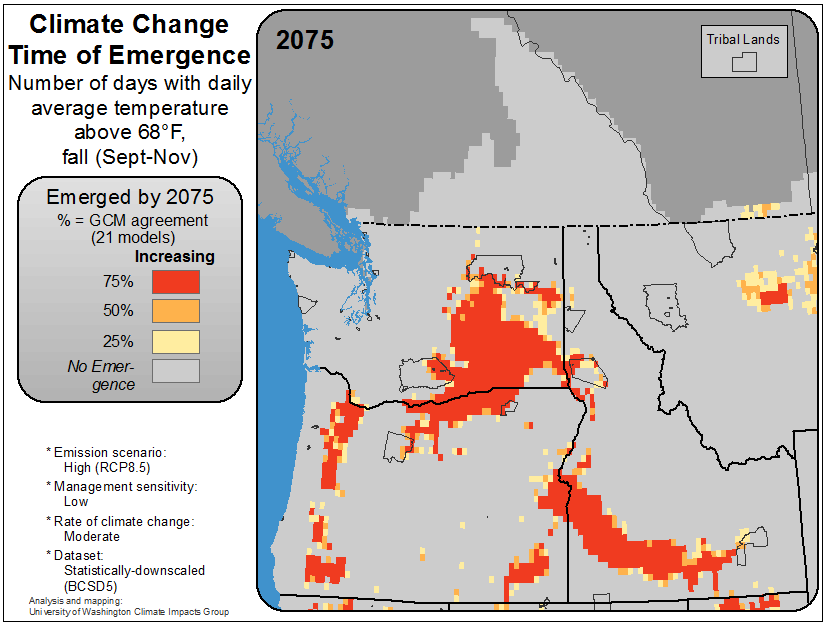 Climate Change
Time of Emergence
Number of days with daily
average temperature
above 68°F,
fall (Sept-Nov)
Emerged by 2075
% = GCM agreement
(21 models)
Increasing
75%
50%
25%
No Emer-
gence
* Emission scenario:
High (RCP8.5)
* Management sensitivity:
Low
* Rate of climate change:
Moderate
* Dataset:
Statistically-downscaled
(BCSD5)
Analysis and mapping:
University of Washington Climate Impacts Group
2075
Tribal Lands